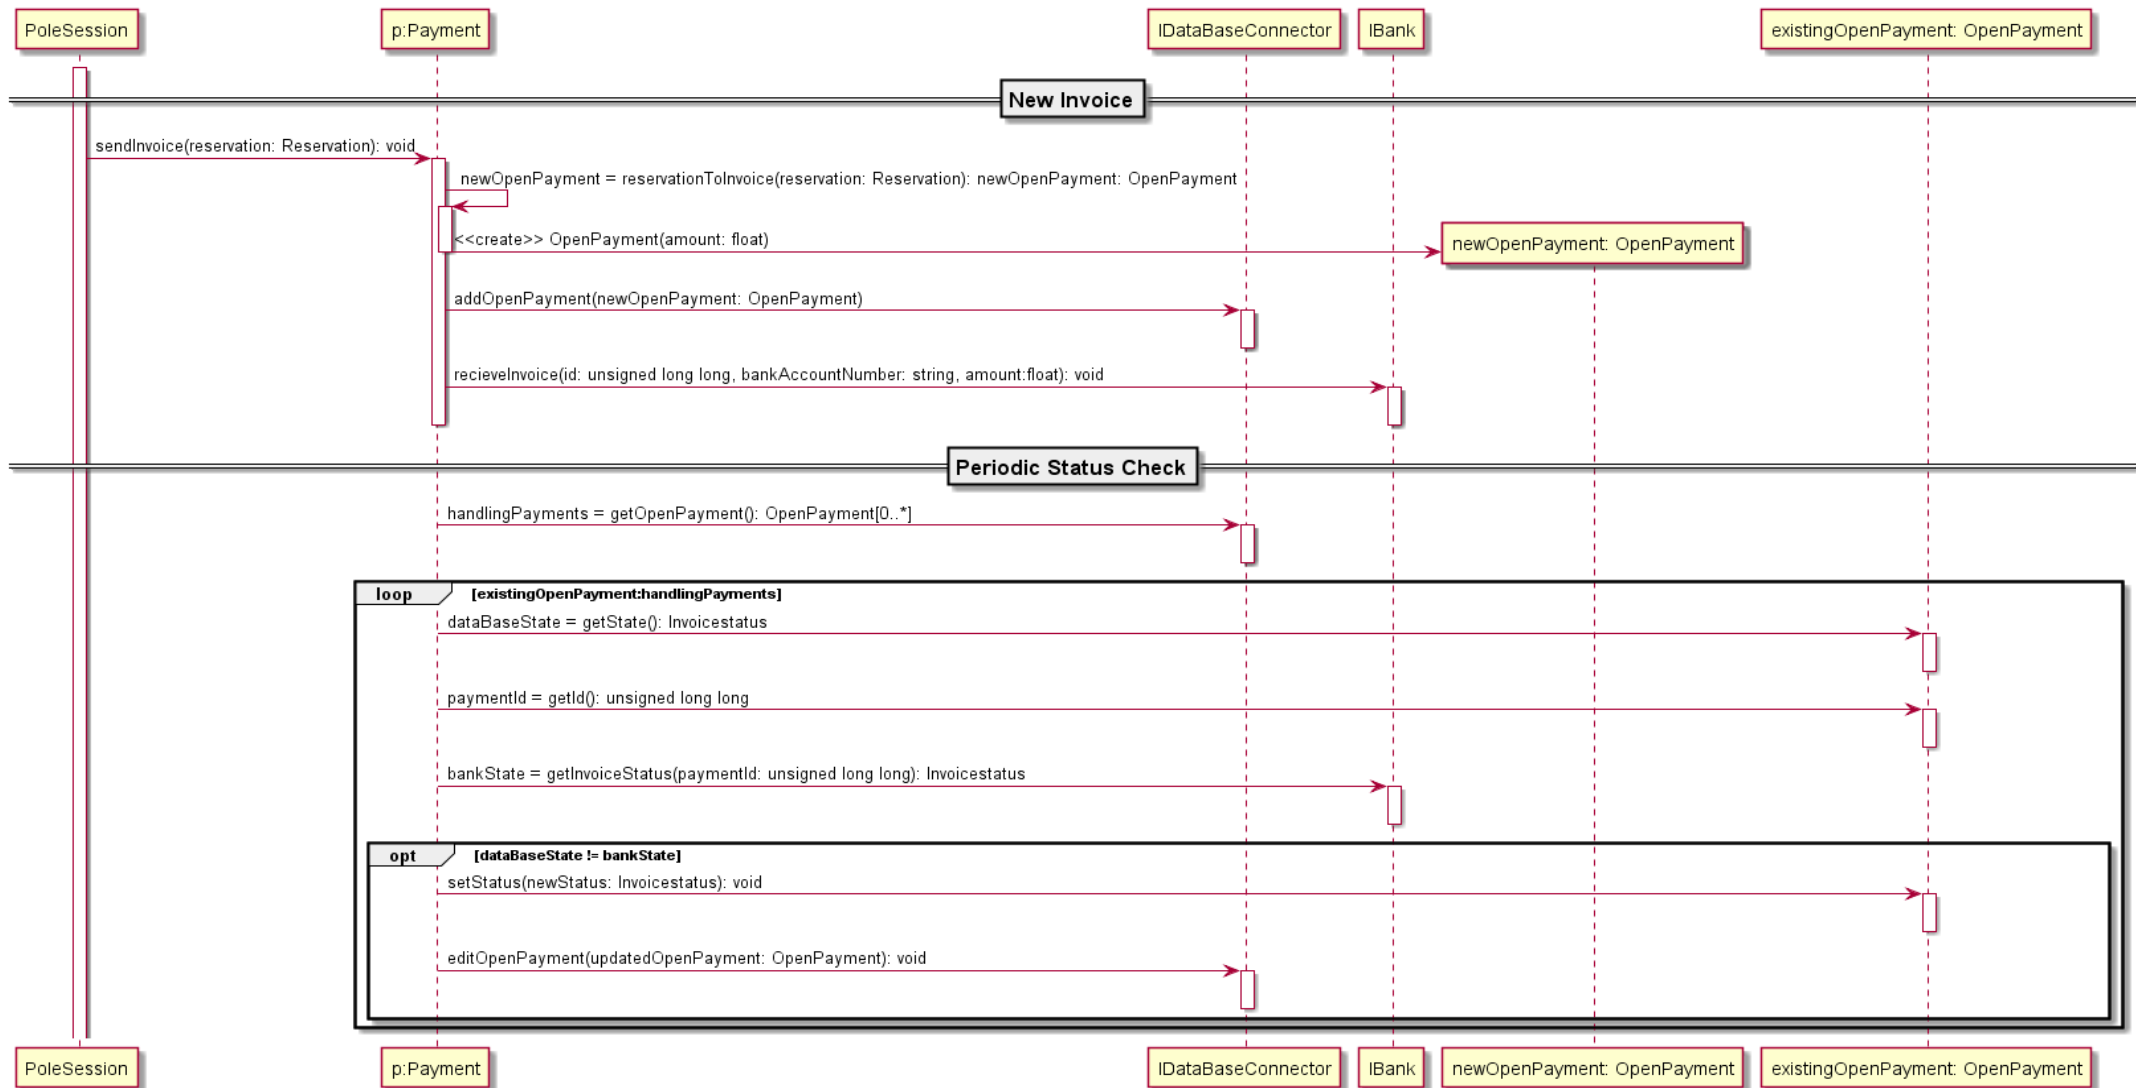 PoleSession
p:Payment
IDataBaseConnector
IBank
existingOpenPayment: OpenPayment
New Invoice
sendInvoice(reservation: Reservation): void
newOpenPayment = reservationToInvoice(reservation: Reservation): newOpenPayment: OpenPayment
<<create>> OpenPayment(amount: float)
newOpenPayment: OpenPayment
addOpenPayment(newOpenPayment: OpenPayment)
recieveInvoice(id: unsigned long long, bankAccountNumber: string, amount:float): void
Periodic Status Check
handlingPayments = getOpenPayment(): OpenPayment[0..*]
loop
[existingOpenPayment:handlingPayments]
dataBaseState = getState(): Invoicestatus
paymentId = getId(): unsigned long long
bankState = getInvoiceStatus(paymentId: unsigned long long): Invoicestatus
opt
[dataBaseState != bankState]
setStatus(newStatus: Invoicestatus): void
editOpenPayment(updatedOpenPayment: OpenPayment): void
PoleSession
p:Payment
IDataBaseConnector
IBank
newOpenPayment: OpenPayment
existingOpenPayment: OpenPayment